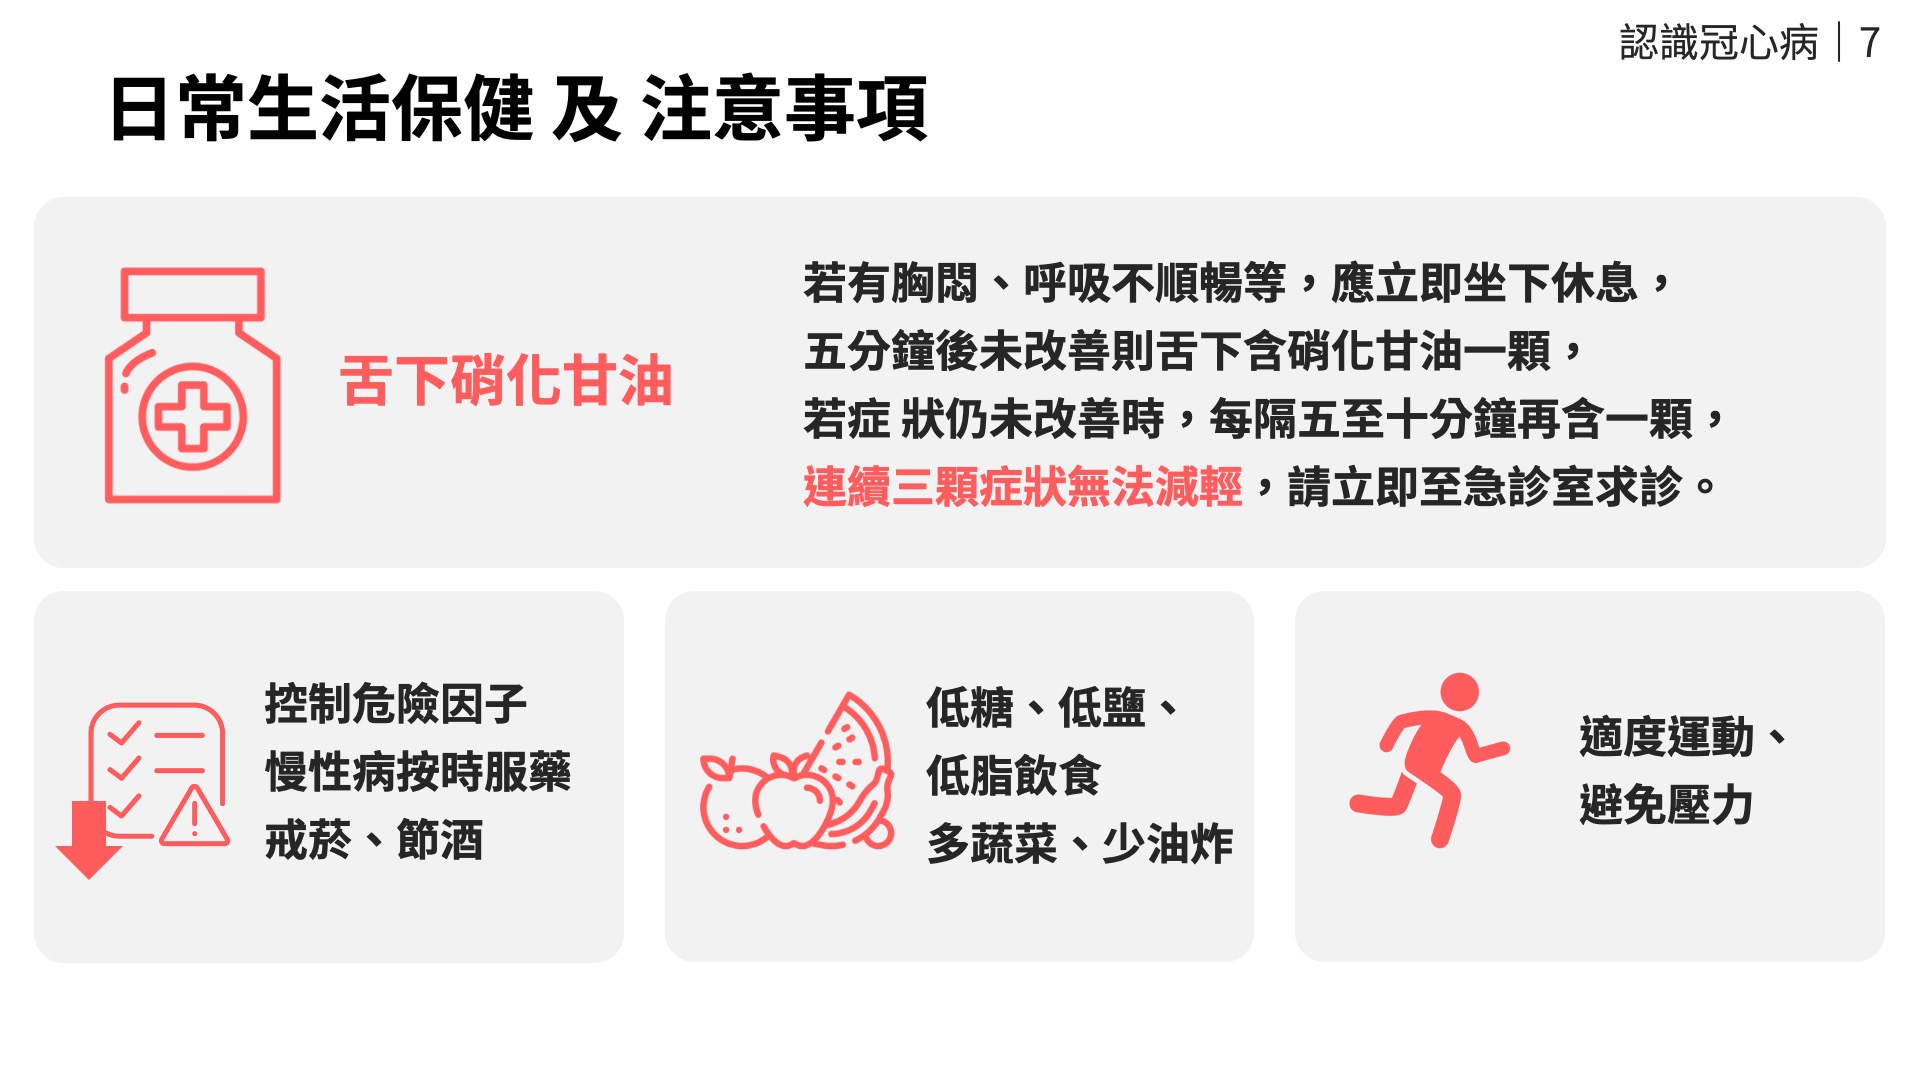 認識冠心病｜7
日常生活保健 及 注意事項
舌下硝化甘油
若有胸悶、呼吸不順暢等，應立即坐下休息，
五分鐘後未改善則舌下含硝化甘油一顆，
若症 狀仍未改善時，每隔五至十分鐘再含一顆，
連續三顆症狀無法減輕，請立即至急診室求診。
控制危險因子
慢性病按時服藥
戒菸、節酒
低糖、低鹽、
低脂飲食
多蔬菜、少油炸
適度運動、
避免壓力